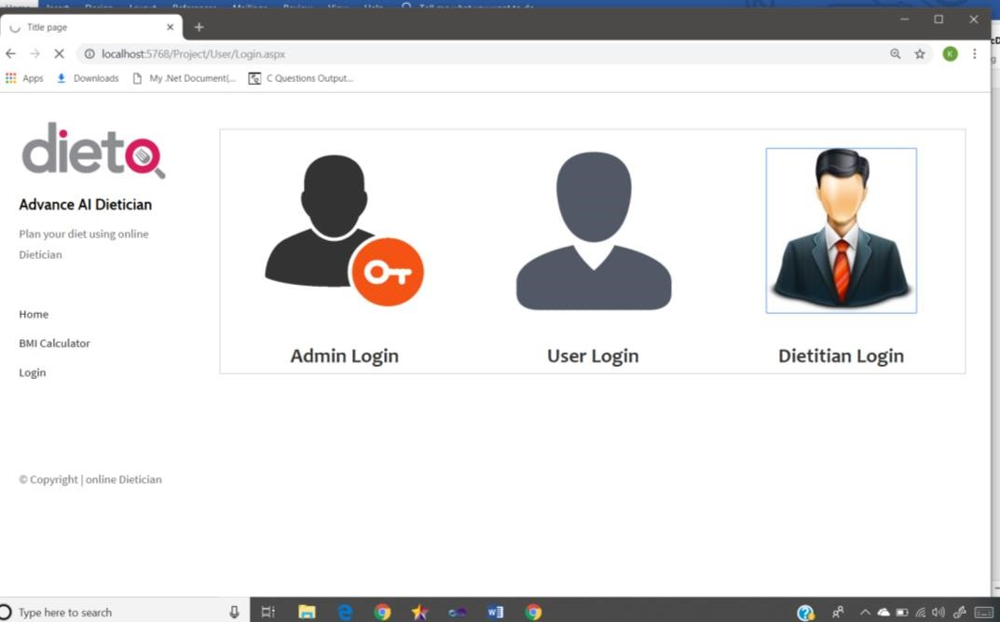 Title page
localhost:5768/Project/User/Login.aspx
K
Apps
Downloads
My .Net Document(...
C Questions Output...
dieto
Advance AI Dietician
Plan your diet using online
Dietician
Home
BMI Calculator
Login
Admin Login
User Login
Dietitian Login
© Copyright | online Dietician
Type here to search